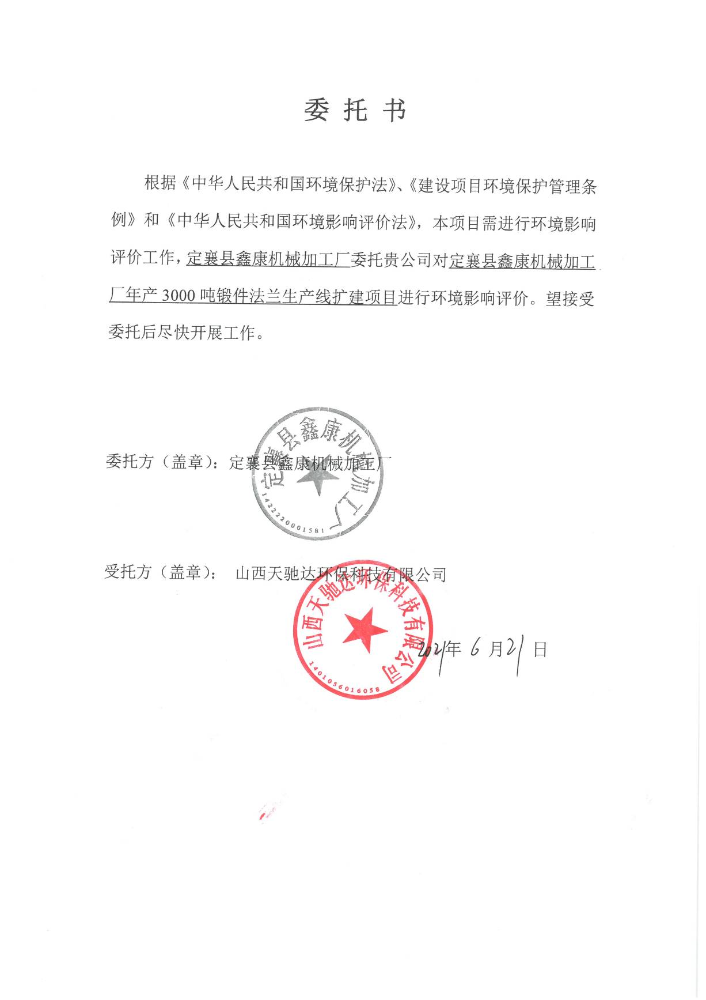 委托书
根据《中华人民共和国环境保护法》、《建设项目环境保护管理条
例》和《中华人民共和国环境影响评价法》，本项目需进行环境影响
评价工作，定襄县鑫康机械加工厂委托贵公司对定襄县鑫康机械加工
厂年产 3000 吨锻件法兰生产线扩建项目进行环境影响评价。望接受
委托后尽快开展工作。
定襄县鑫康机械加工厂
委托方（盖章）：定襄县鑫康机械加工厂
1422220001581
受托方（盖章）： 山西天驰达环保科技有限公司
山西天驰达环保科技有限公司
2021年 6 月 21 日
1401056016058